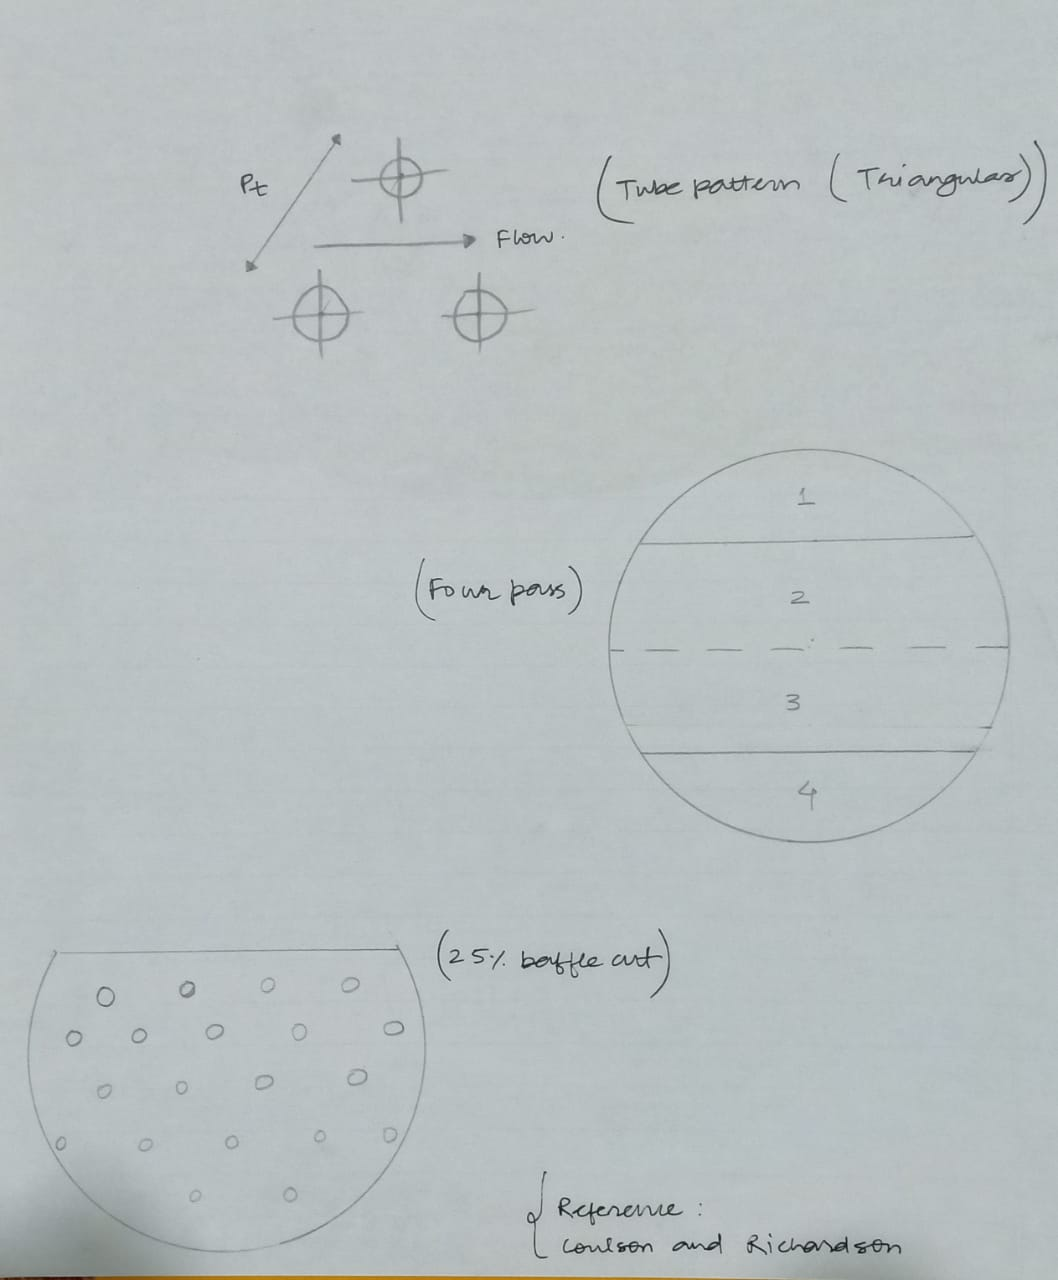 Pt
(Tube pattern (Triangular))
Flow.
1
(Four pass)
2
3
4
(25% baffle cut)
Reference :
Coulson and Richardson